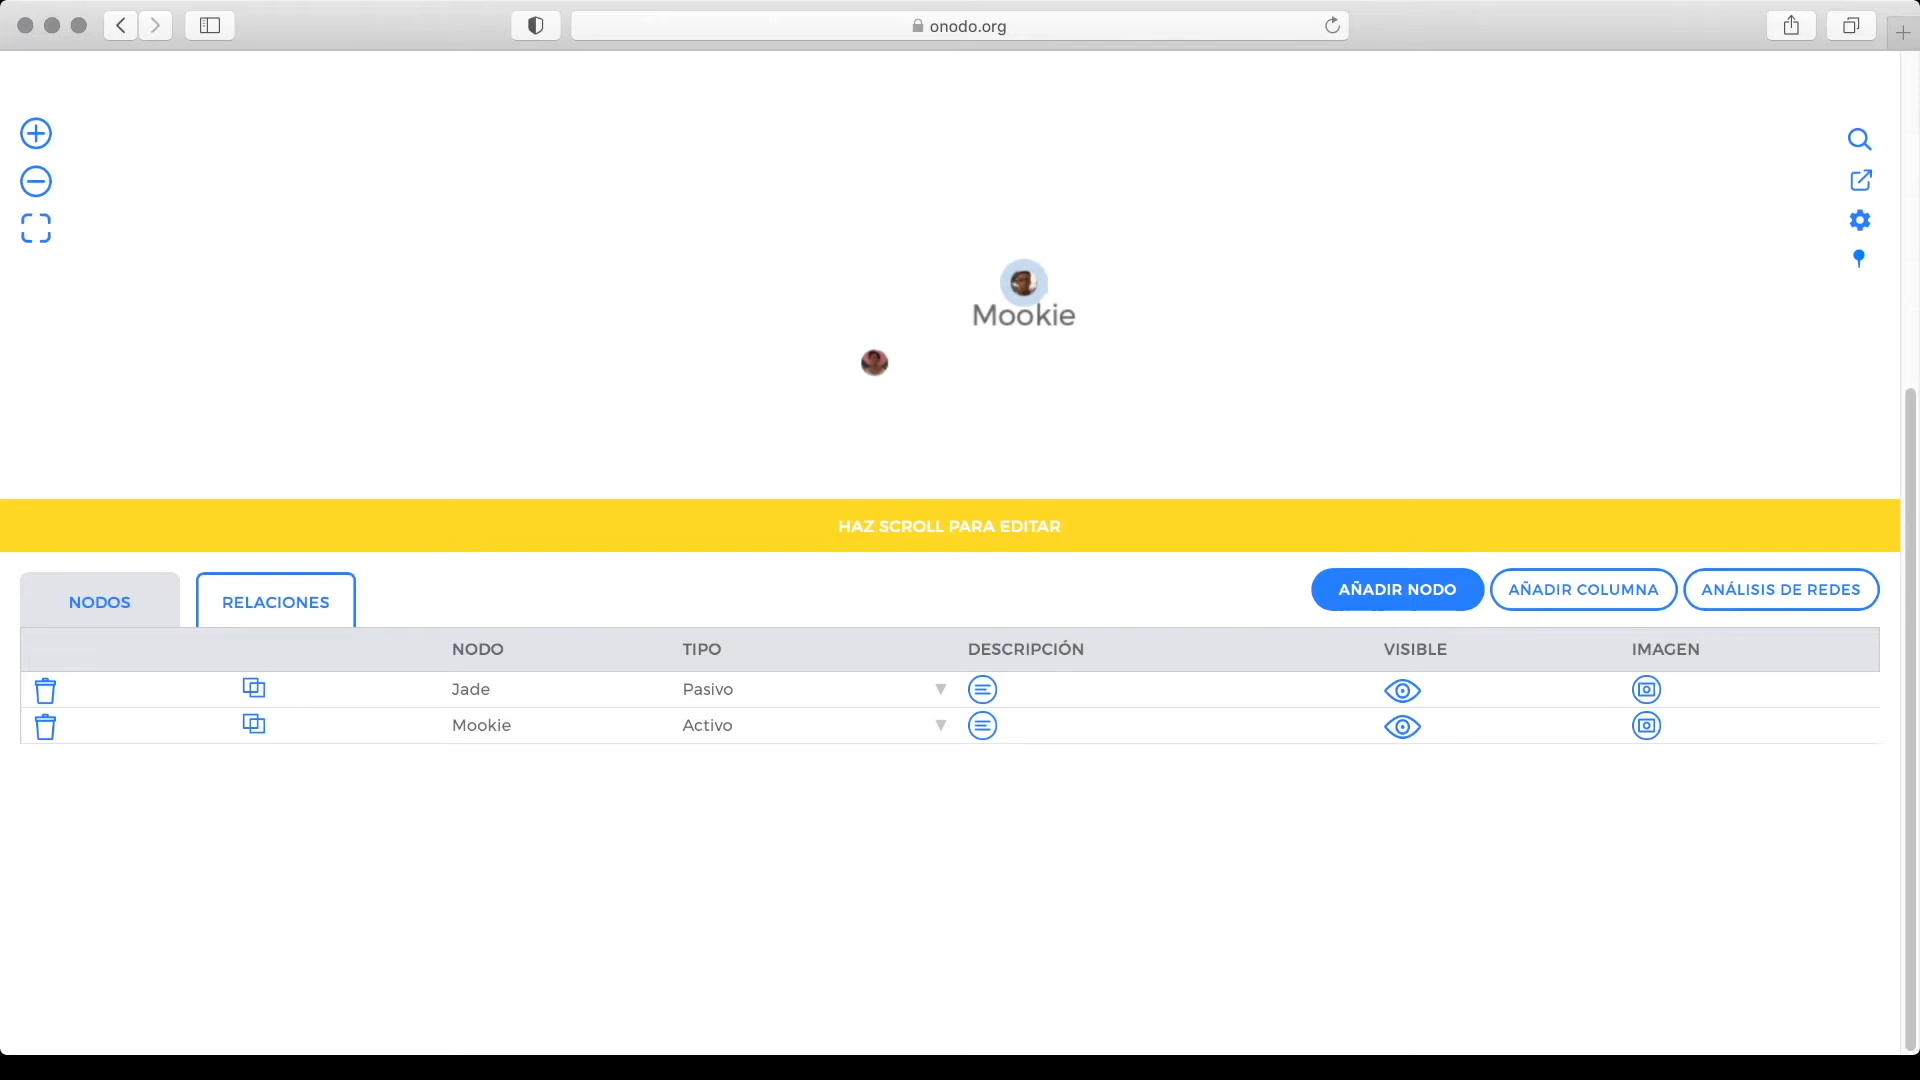 onodo.org
Mookie
HAZ SCROLL PARA EDITAR
NODOS RELACIONES AÑADIR NODO AÑADIR COLUMNA ANÁLISIS DE REDES
NODO TIPO DESCRIPCIÓN VISIBLE IMAGEN
Jade Pasivo
Mookie Activo